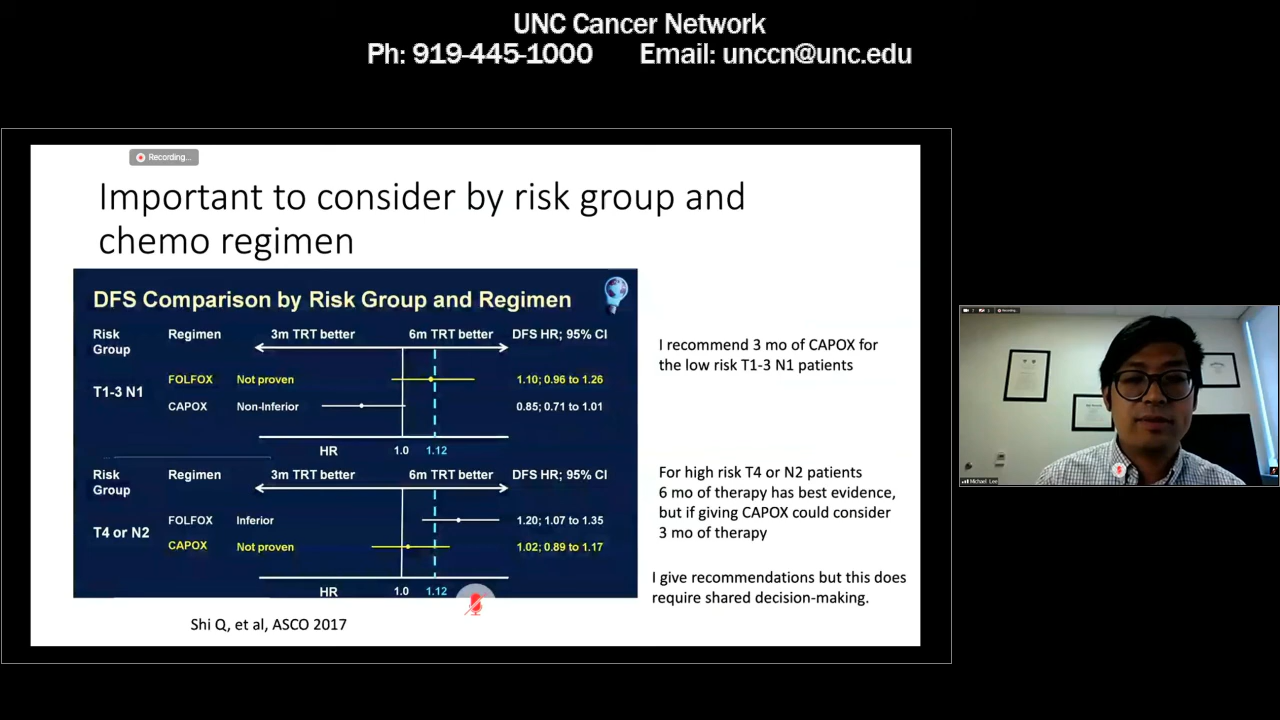 UNC Cancer Network
Ph: 919-445-1000 Email: unccn@unc.edu
Recording...
Important to consider by risk group and
chemo regimen
DFS Comparison by Risk Group and Regimen
Risk Group Regimen 3m TRT better 6m TRT better DFS HR; 95% CI
T1-3 N1
FOLFOX Not proven 1.10; 0.96 to 1.26
CAPOX Non-Inferior 0.85; 0.71 to 1.01
HR 1.0 1.12
Risk Group Regimen 3m TRT better 6m TRT better DFS HR; 95% CI
T4 or N2
FOLFOX Inferior 1.20; 1.07 to 1.35
CAPOX Not proven 1.02; 0.89 to 1.17
HR 1.0 1.12
Shi Q, et al, ASCO 2017
I recommend 3 mo of CAPOX for
the low risk T1-3 N1 patients
For high risk T4 or N2 patients
6 mo of therapy has best evidence,
but if giving CAPOX could consider
3 mo of therapy
I give recommendations but this does
require shared decision-making.
Michael Lee